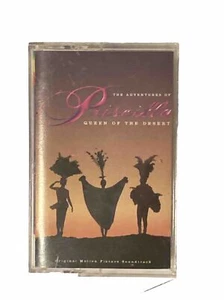 THE ADVENTURES OF
Priscilla
QUEEN OF THE DESERT
Original Motion Picture Soundtrack